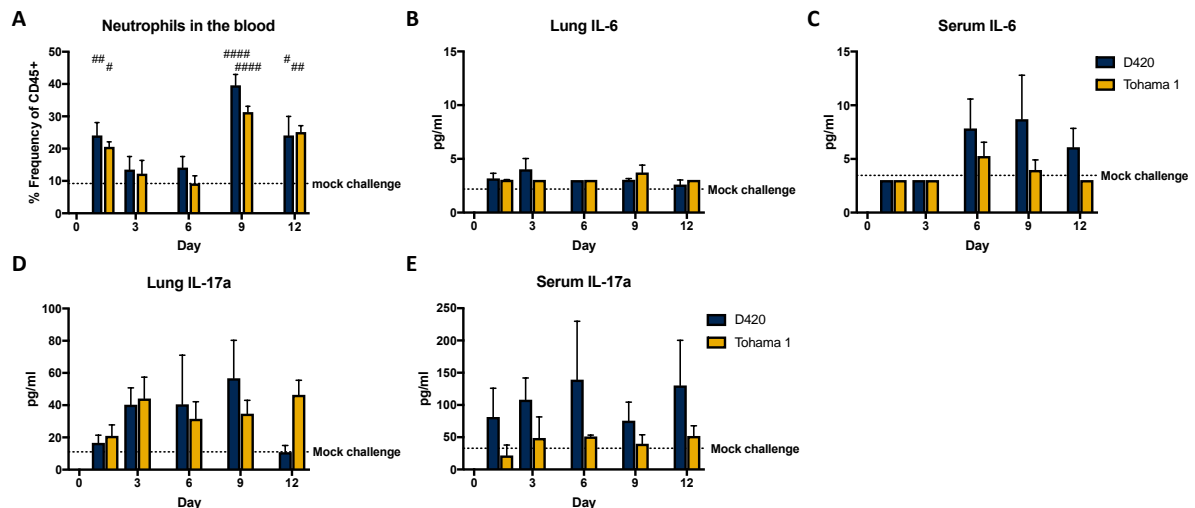 A
Neutrophils in the blood
% Frequency of CD45+
50
40
30
20
10
0
##
#
####
####
#
##
mock challenge
0 3 6 9 12
Day
B
Lung IL-6
pg/ml
15
10
5
0
Mock challenge
0 3 6 9 12
Day
C
Serum IL-6
pg/ml
15
10
5
0
D420
Tohama 1
Mock challenge
0 3 6 9 12
Day
D
Lung IL-17a
pg/ml
100
80
60
40
20
0
Mock challenge
0 3 6 9 12
Day
E
Serum IL-17a
pg/ml
250
200
150
100
50
0
D420
Tohama 1
Mock challenge
0 3 6 9 12
Day